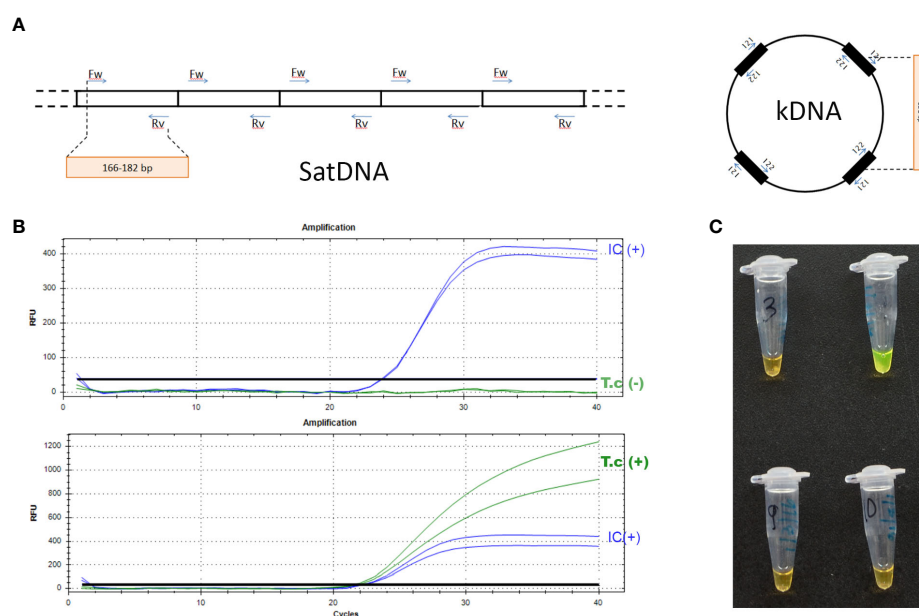 A
Fw Fw Fw Fw Fw
Rv Rv Rv Rv Rv
166-182 bp
SatDNA
121 122 121 122
kDNA
121 122 122 121
B
Amplification
400
300
200
100
0
RFU
IC (+)
T.c (-)
0 10 20 30 40
Amplification
1200
1000
800
600
400
200
0
RFU
T.c (+)
IC(+)
0 10 20 30 40
Cycles
C
3
9 10